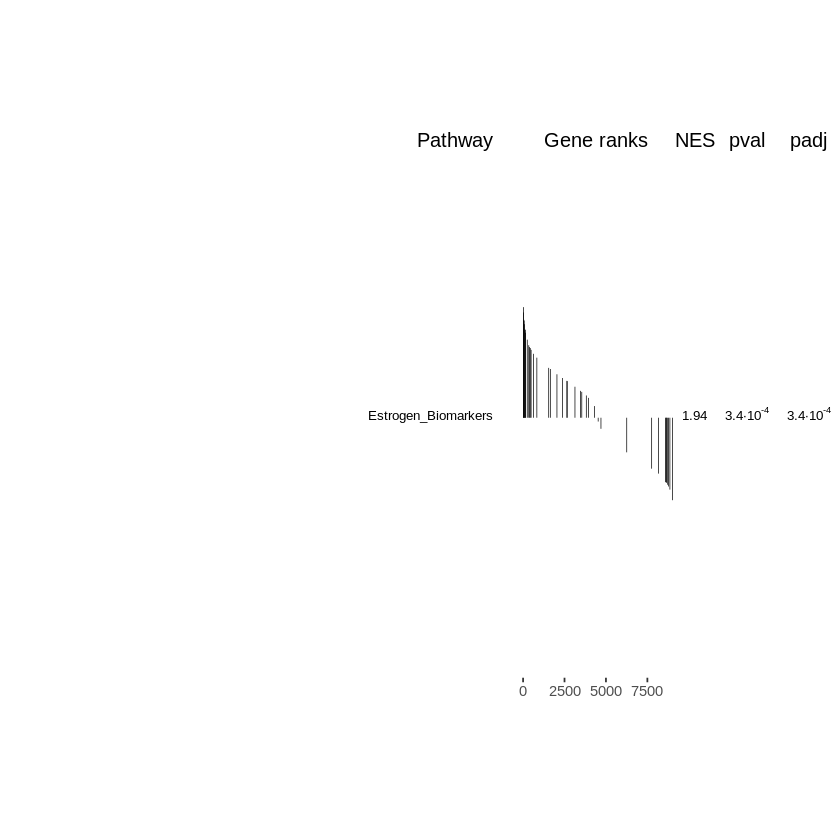 Pathway Gene ranks NES pval padj
Estrogen_Biomarkers 1.94 3.4·10⁻⁴ 3.4·10⁻⁴
0 2500 5000 7500